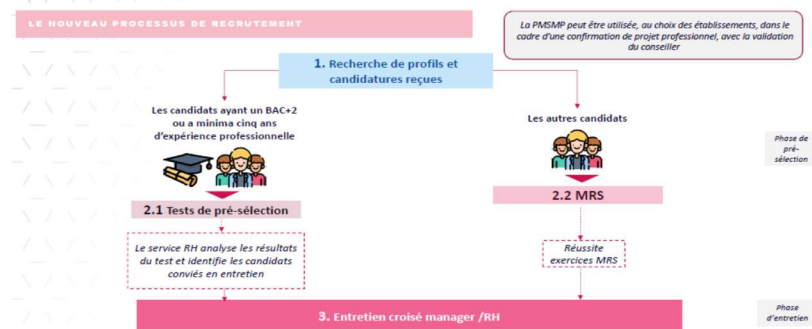 LE NOUVEAU PROCESSUS DE RECRUTEMENT
La PMSMP peut être utilisée, au choix des établissements, dans le
cadre d'une confirmation de projet professionnel, avec la validation
du conseiller
1. Recherche de profils et
candidatures reçues
Les candidats ayant un BAC+2
ou a minima cinq ans
d'expérience professionnelle
Les autres candidats
Phase de
pré-
sélection
2.1 Tests de pré-sélection
2.2 MRS
Le service RH analyse les résultats
du test et identifie les candidats
conviés en entretien
Réussite
exercices MRS
3. Entretien croisé manager /RH
Phase
d'entretien